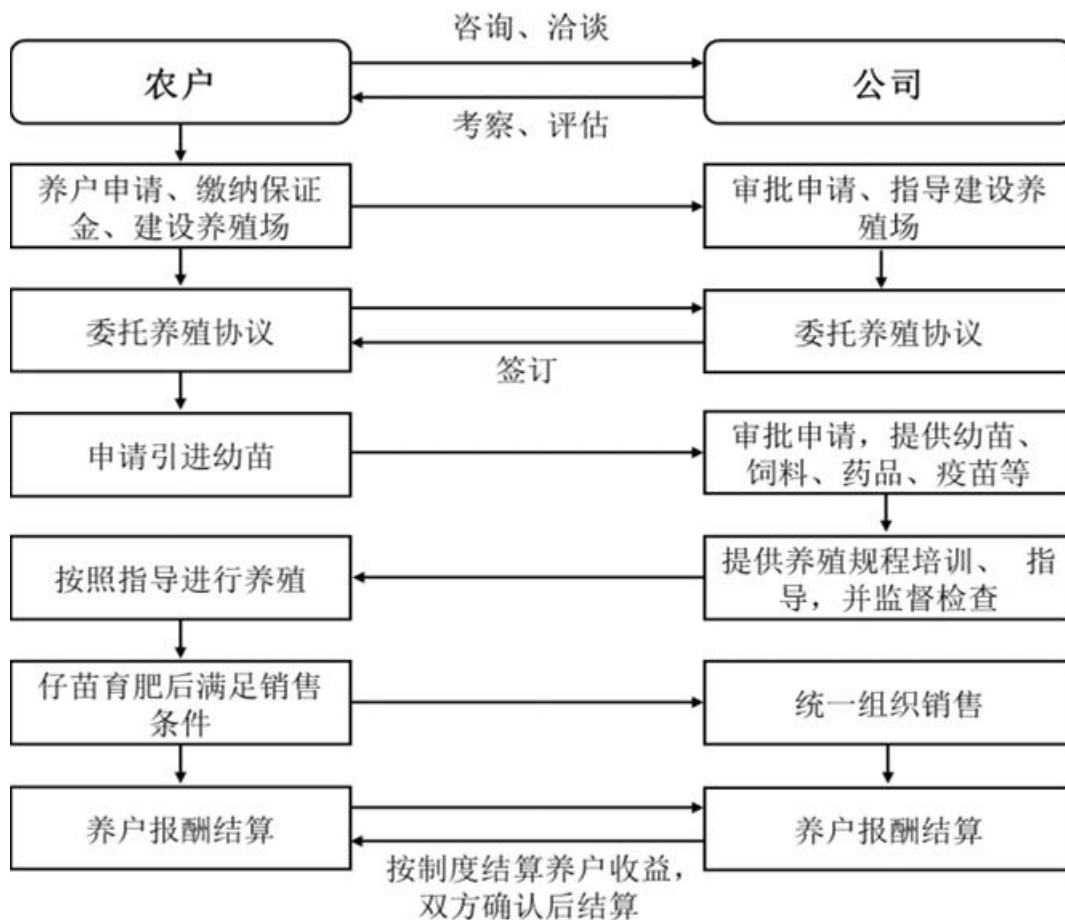 咨询、洽谈
农户
公司
考察、评估
养户申请、缴纳保证
金、建设养殖场
审批申请、指导建设养
殖场
委托养殖协议
委托养殖协议
签订
申请引进幼苗
审批申请，提供幼苗、
饲料、药品、疫苗等
按照指导进行养殖
提供养殖规程培训、 指
导，并监督检查
仔苗育肥后满足销售
条件
统一组织销售
养户报酬结算
养户报酬结算
按制度结算养户收益，
双方确认后结算